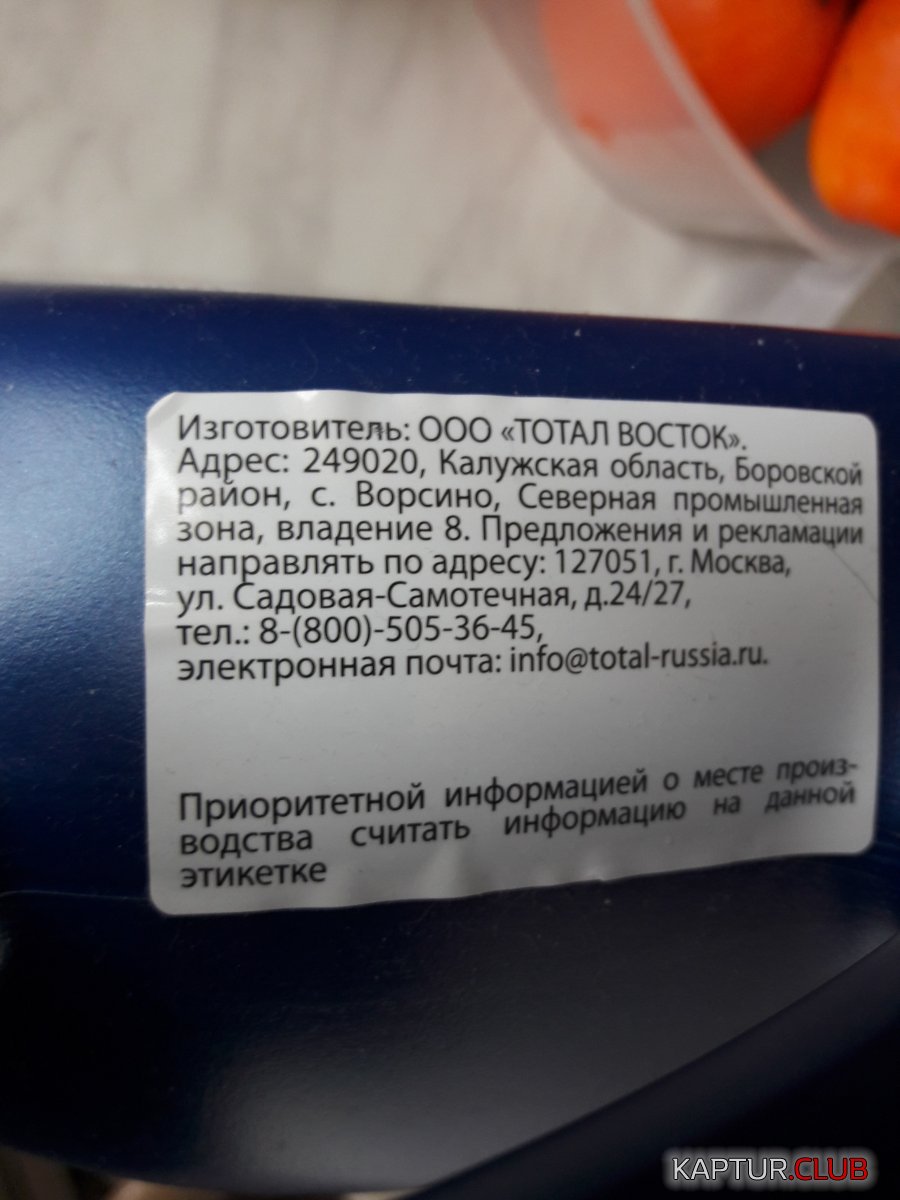 Изготовитель: ООО «ТОТАЛ ВОСТОК».
Адрес: 249020, Калужская область, Боровской
район, с. Ворсино, Северная промышленная
зона, владение 8. Предложения и рекламации
направлять по адресу: 127051, г. Москва,
ул. Садовая-Самотечная, д.24/27,
тел.: 8-(800)-505-36-45,
электронная почта: info@total-russia.ru.
Приоритетной информацией о месте произ-
водства считать информацию на данной
этикетке
KAPTUR.CLUB